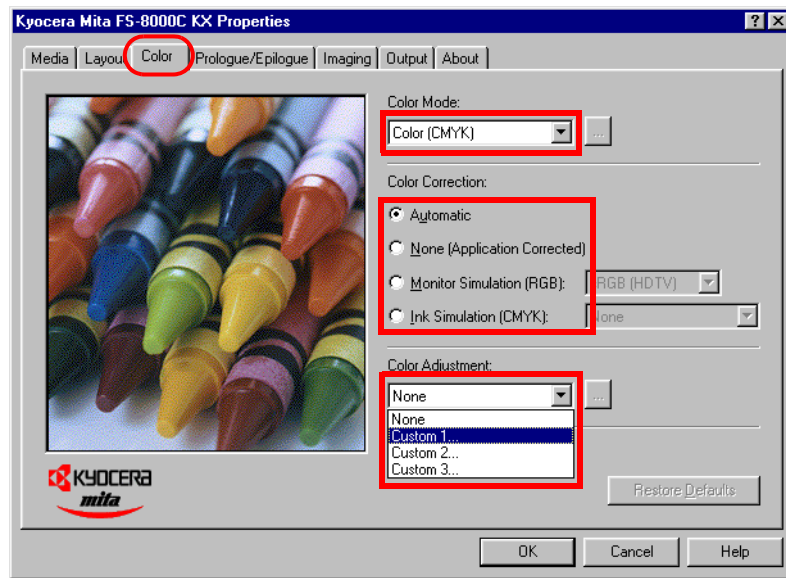 Kyocera Mita FS-8000C KX Properties
Media Layout Color Prologue/Epilogue Imaging Output About
Color Mode:
Color (CMYK)
...
Color Correction:
Automatic
None (Application Corrected)
Monitor Simulation (RGB): RGB (HDTV)
Ink Simulation (CMYK): None
Color Adjustment:
None
...
None
Custom 1...
Custom 2...
Custom 3...
KYOCERA
mita
Restore Defaults
OK Cancel Help